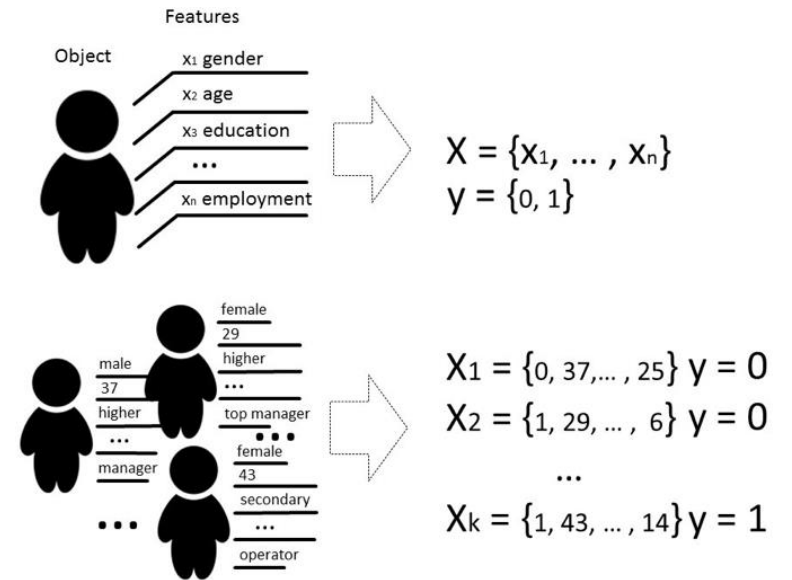 Features
Object
x₁ gender
x₂ age
x₃ education
...
xₙ employment
X = {x₁, ... , xₙ}
y = {0, 1}
female
29
higher
...
top manager
...
male
37
higher
...
manager
female
43
secondary
...
operator
...
X₁ = {0, 37,... , 25} y = 0
X₂ = {1, 29, ... , 6} y = 0
...
Xₖ = {1, 43, ... , 14} y = 1